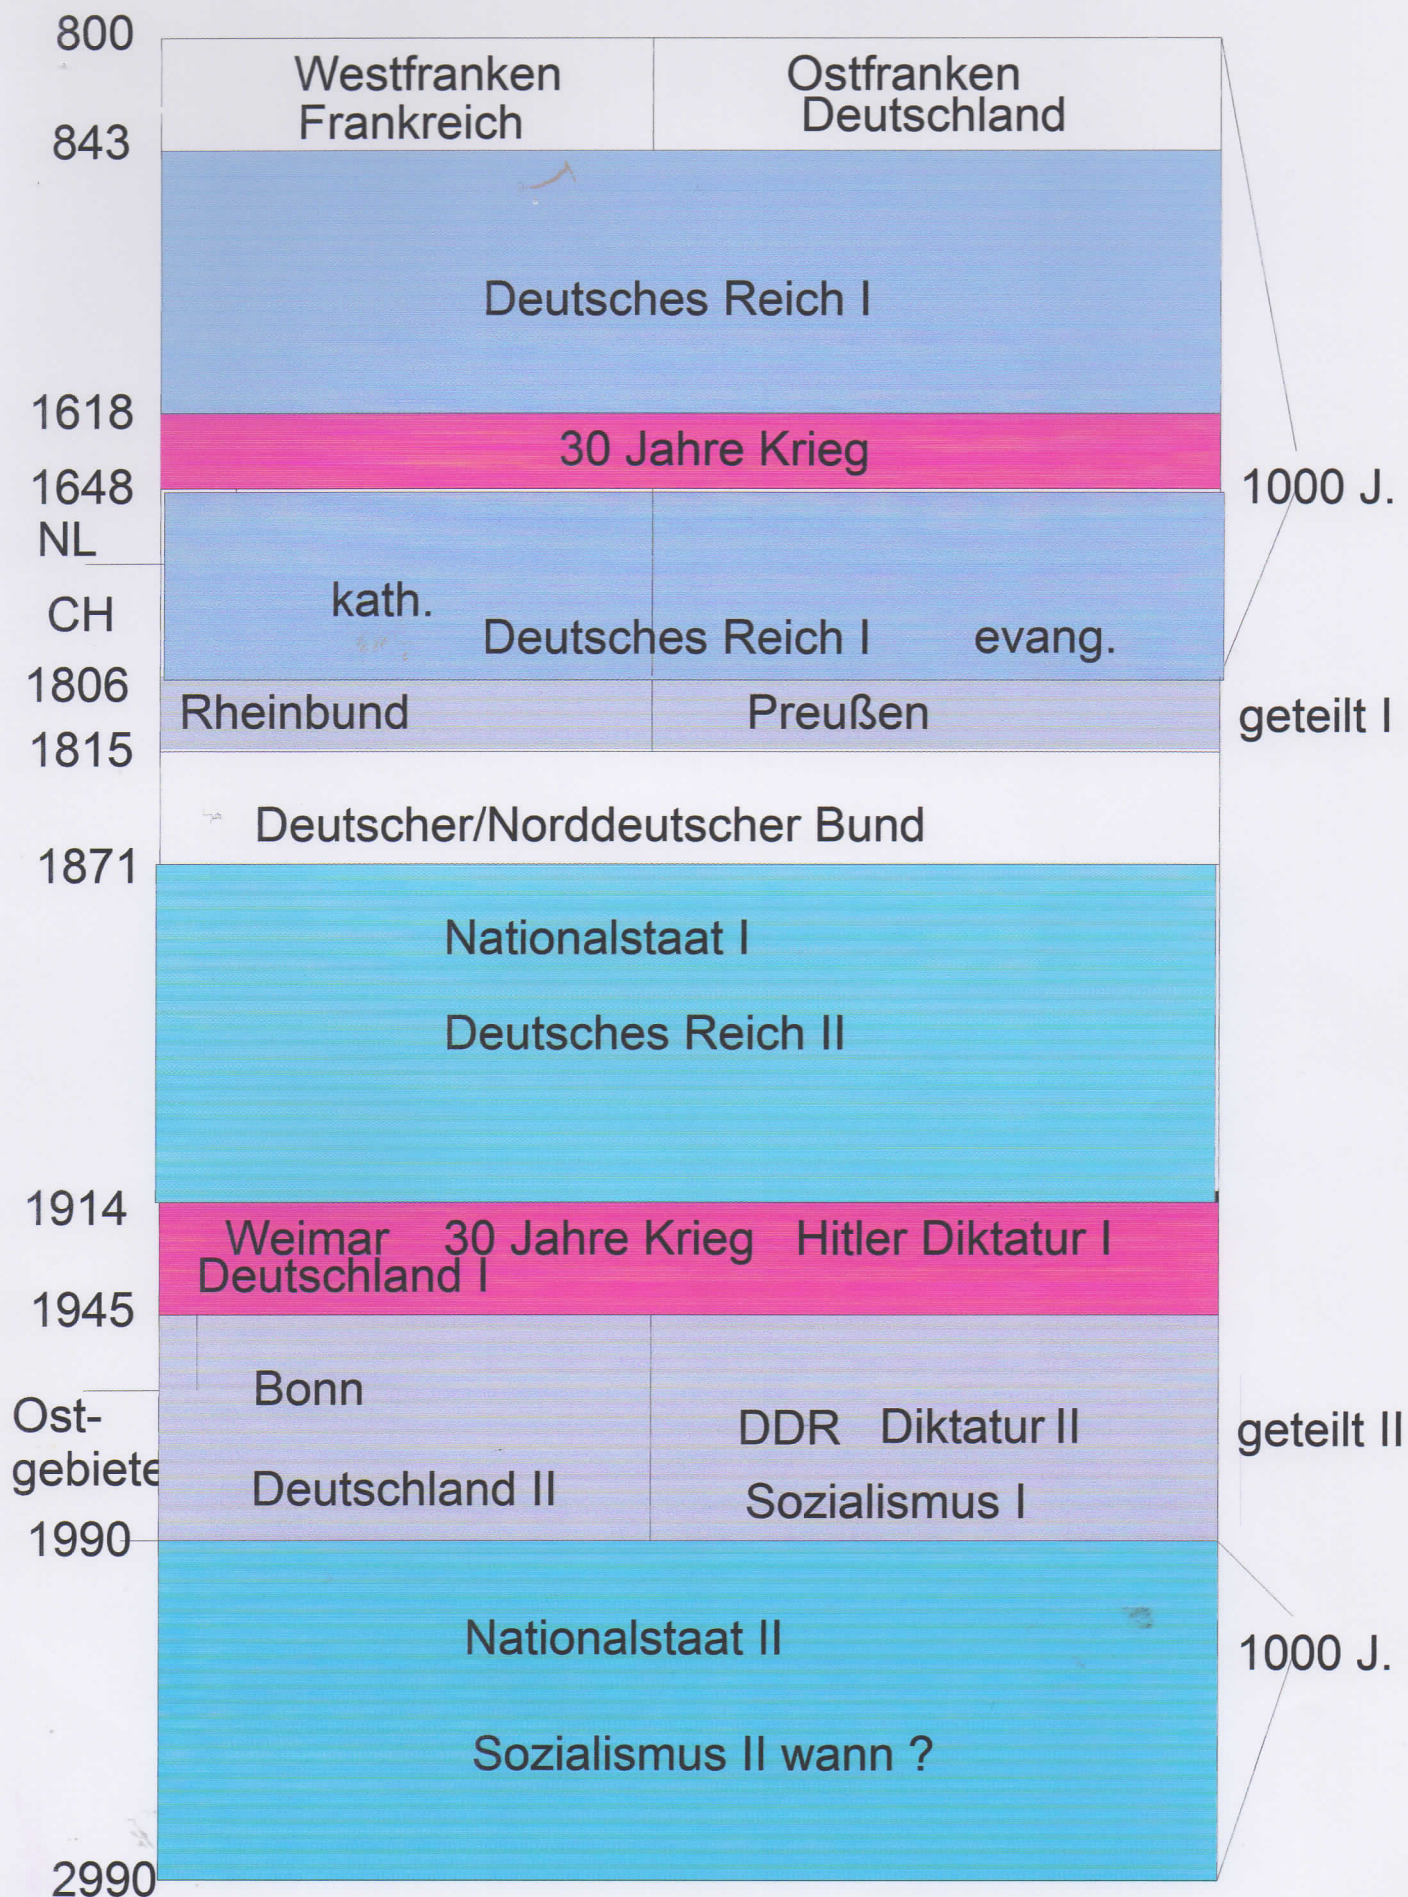 800
Westfranken Ostfranken
Frankreich Deutschland
843
Deutsches Reich I
1618
30 Jahre Krieg
1648 1000 J.
NL
kath.
CH Deutsches Reich I evang.
1806
Rheinbund Preußen geteilt I
1815
Deutscher/Norddeutscher Bund
1871
Nationalstaat I
Deutsches Reich II
1914
Weimar 30 Jahre Krieg Hitler Diktatur I
Deutschland I
1945
Bonn
Ost- DDR Diktatur II geteilt II
gebiete
Deutschland II Sozialismus I
1990
Nationalstaat II
1000 J.
Sozialismus II wann ?
2990